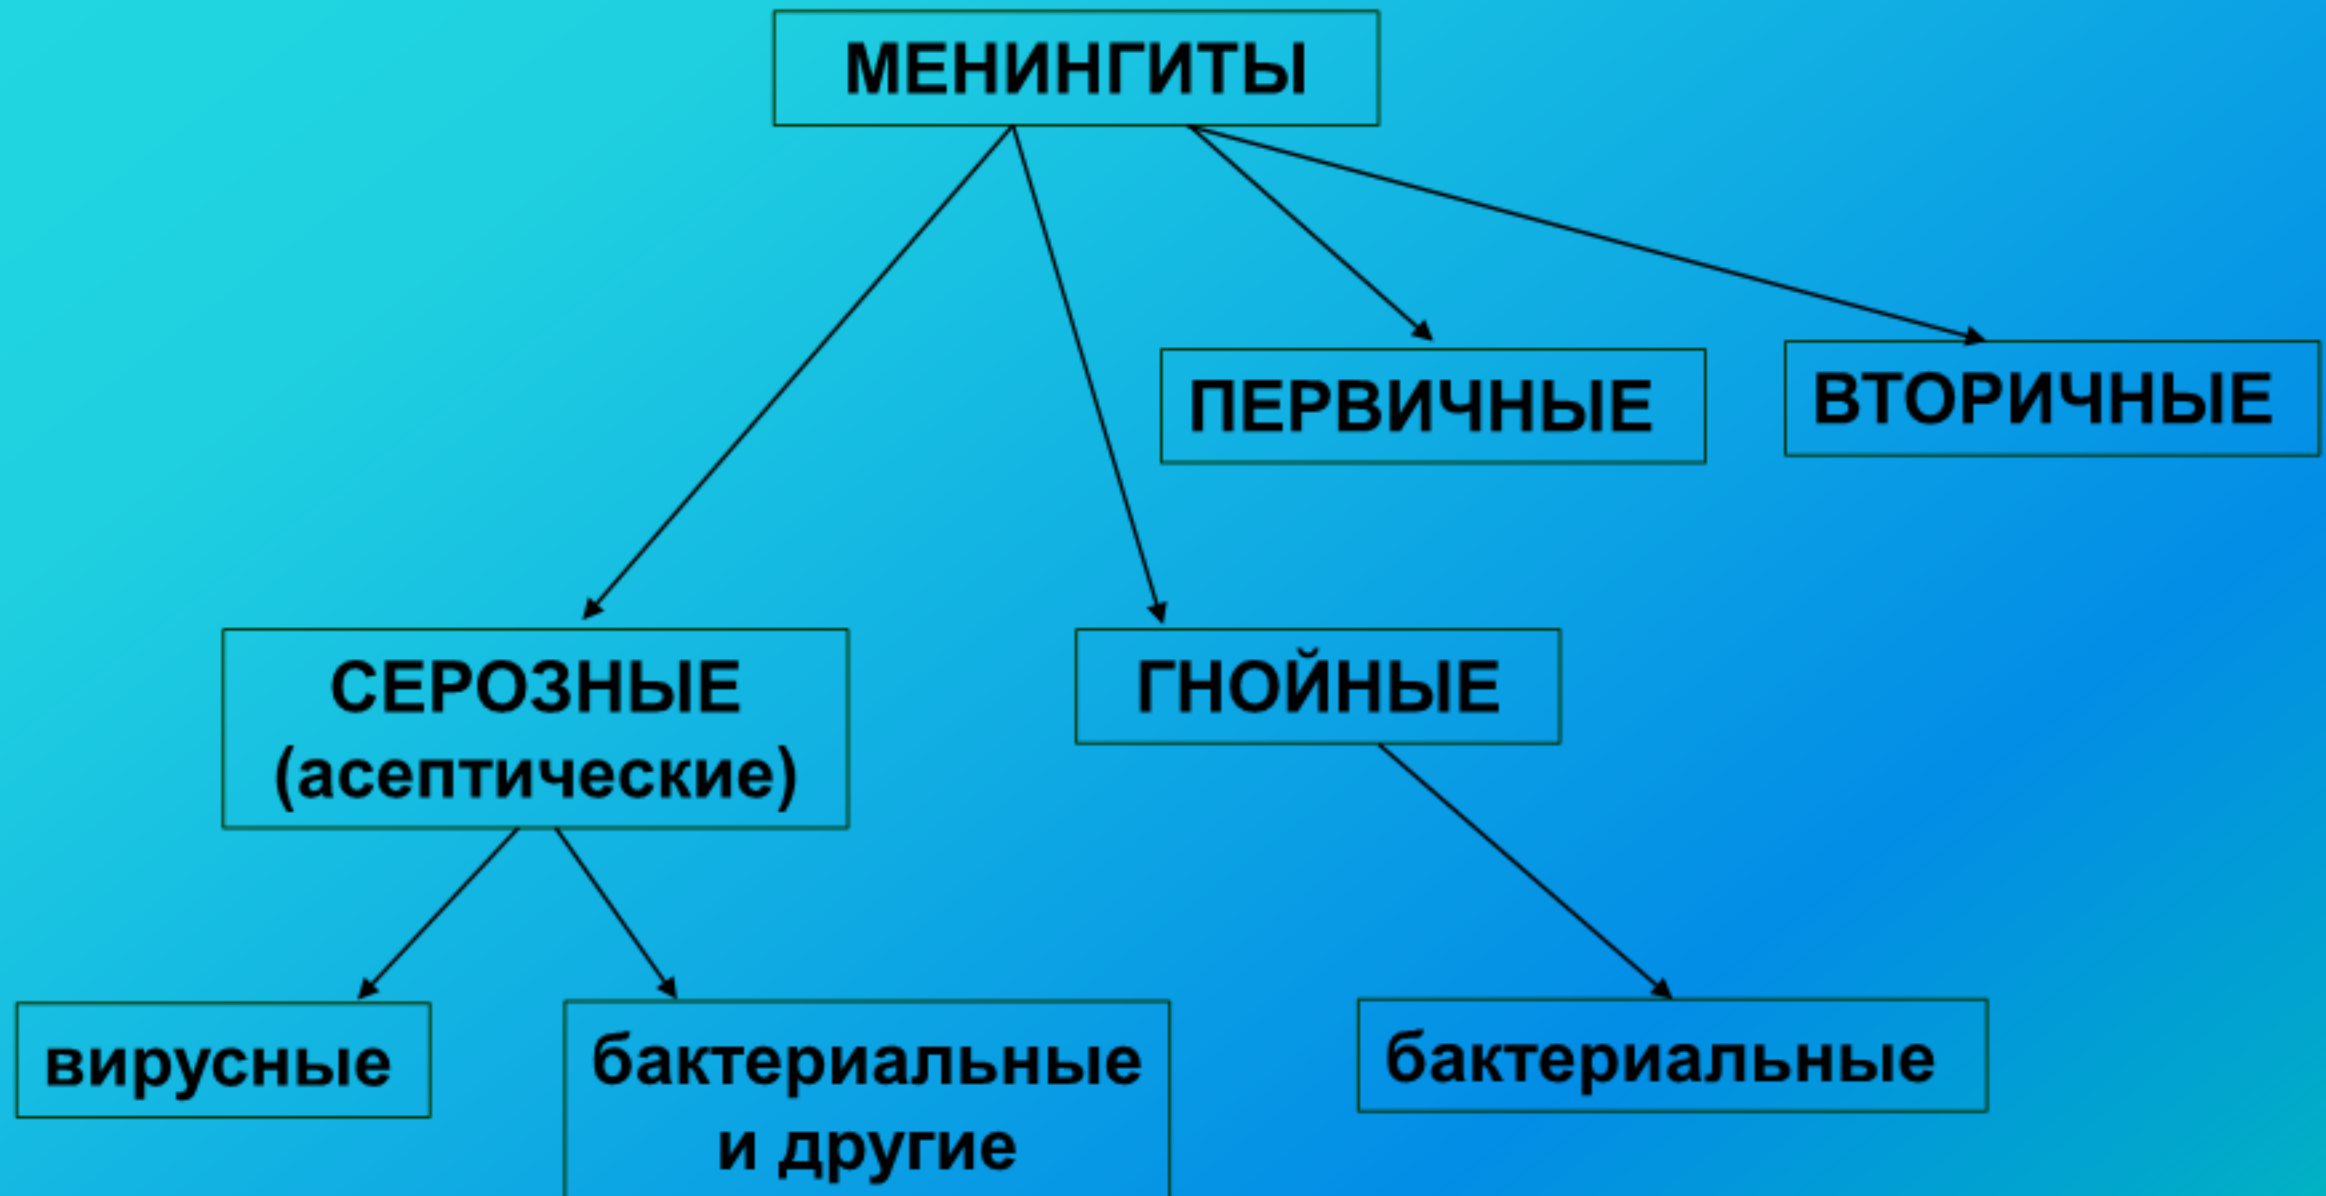 МЕНИНГИТЫ
ПЕРВИЧНЫЕ
ВТОРИЧНЫЕ
СЕРОЗНЫЕ
(асептические)
ГНОЙНЫЕ
вирусные
бактериальные
и другие
бактериальные